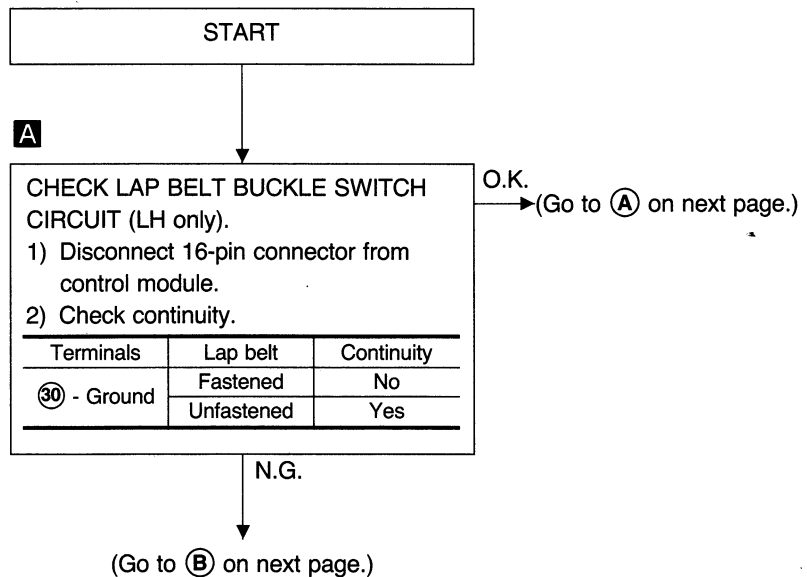 START
A
CHECK LAP BELT BUCKLE SWITCH
CIRCUIT (LH only).
1) Disconnect 16-pin connector from
control module.
2) Check continuity.
Terminals Lap belt Continuity
㉚ - Ground Fastened No
Unfastened Yes
O.K.
(Go to Ⓐ on next page.)
N.G.
(Go to Ⓑ on next page.)